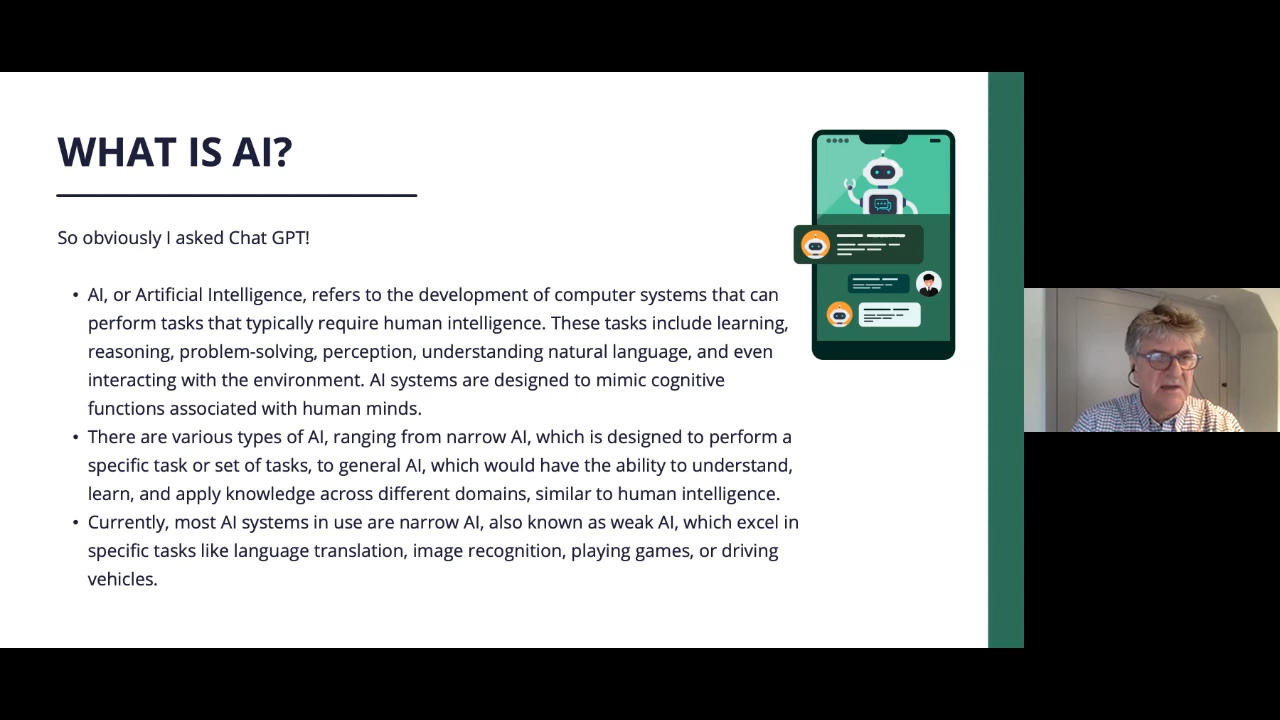 WHAT IS AI?
So obviously I asked Chat GPT!
• AI, or Artificial Intelligence, refers to the development of computer systems that can
perform tasks that typically require human intelligence. These tasks include learning,
reasoning, problem-solving, perception, understanding natural language, and even
interacting with the environment. AI systems are designed to mimic cognitive
functions associated with human minds.
• There are various types of AI, ranging from narrow AI, which is designed to perform a
specific task or set of tasks, to general AI, which would have the ability to understand,
learn, and apply knowledge across different domains, similar to human intelligence.
• Currently, most AI systems in use are narrow AI, also known as weak AI, which excel in
specific tasks like language translation, image recognition, playing games, or driving
vehicles.